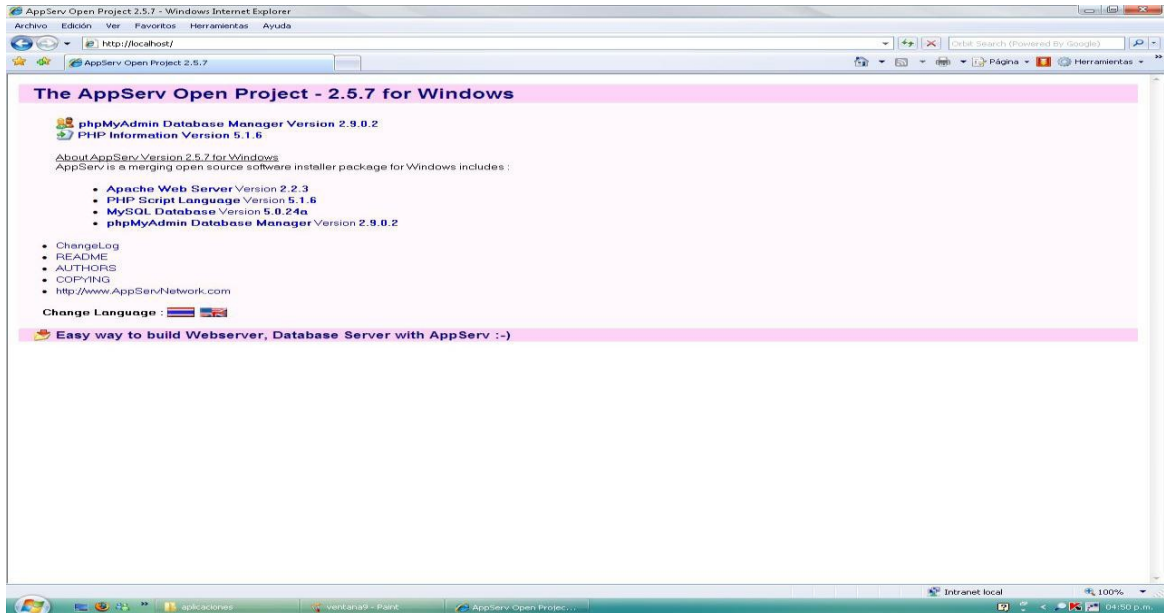 AppServ Open Project 2.5.7 - Windows Internet Explorer
Archivo Edición Ver Favoritos Herramientas Ayuda
http://localhost/
Orbit Search (Powered By Google)
AppServ Open Project 2.5.7
Página
Herramientas
The AppServ Open Project - 2.5.7 for Windows
phpMyAdmin Database Manager Version 2.9.0.2
PHP Information Version 5.1.6
About AppServ Version 2.5.7 for Windows
AppServ is a merging open source software installer package for Windows includes :
Apache Web Server Version 2.2.3
PHP Script Language Version 5.1.6
MySQL Database Version 5.0.24a
phpMyAdmin Database Manager Version 2.9.0.2
ChangeLog
README
AUTHORS
COPYING
http://www.AppServNetwork.com
Change Language :
Easy way to build Webserver, Database Server with AppServ :-)
Intranet local
100%
aplicaciones
ventana9 - Paint
AppServ Open Projec...
04:50 p.m.